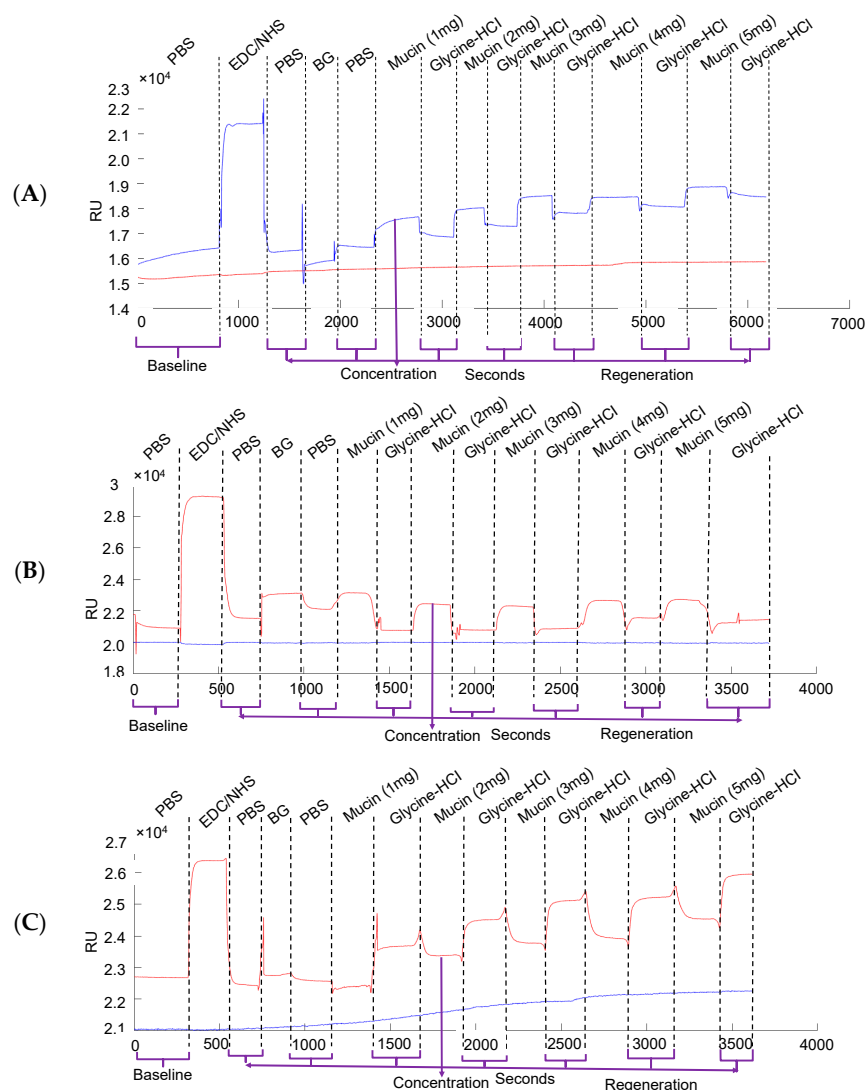 PBS EDC/NHS PBS BG PBS Mucin (1mg) Glycine-HCl Mucin (2mg) Glycine-HCl Mucin (3mg) Glycine-HCl Mucin (4mg) Glycine-HCl Mucin (5mg) Glycine-HCl
×10⁴
2.3
2.2
2.1
2.0
1.9
1.8
1.7
1.6
1.5
1.4
RU
(A)
0 1000 2000 3000 4000 5000 6000 7000
Baseline Concentration Seconds Regeneration
PBS EDC/NHS PBS BG PBS Mucin (1mg) Glycine-HCl Mucin (2mg) Glycine-HCl Mucin (3mg) Glycine-HCl Mucin (4mg) Glycine-HCl Mucin (5mg) Glycine-HCl
×10⁴
3
2.8
2.6
2.4
2.2
2.0
1.8
RU
(B)
0 500 1000 1500 2000 2500 3000 3500 4000
Baseline Concentration Seconds Regeneration
PBS EDC/NHS PBS BG PBS Mucin (1mg) Glycine-HCl Mucin (2mg) Glycine-HCl Mucin (3mg) Glycine-HCl Mucin (4mg) Glycine-HCl Mucin (5mg) Glycine-HCl
×10⁴
2.7
2.6
2.5
2.4
2.3
2.2
2.1
RU
(C)
0 500 1000 1500 2000 2500 3000 3500 4000
Baseline Concentration Seconds Regeneration